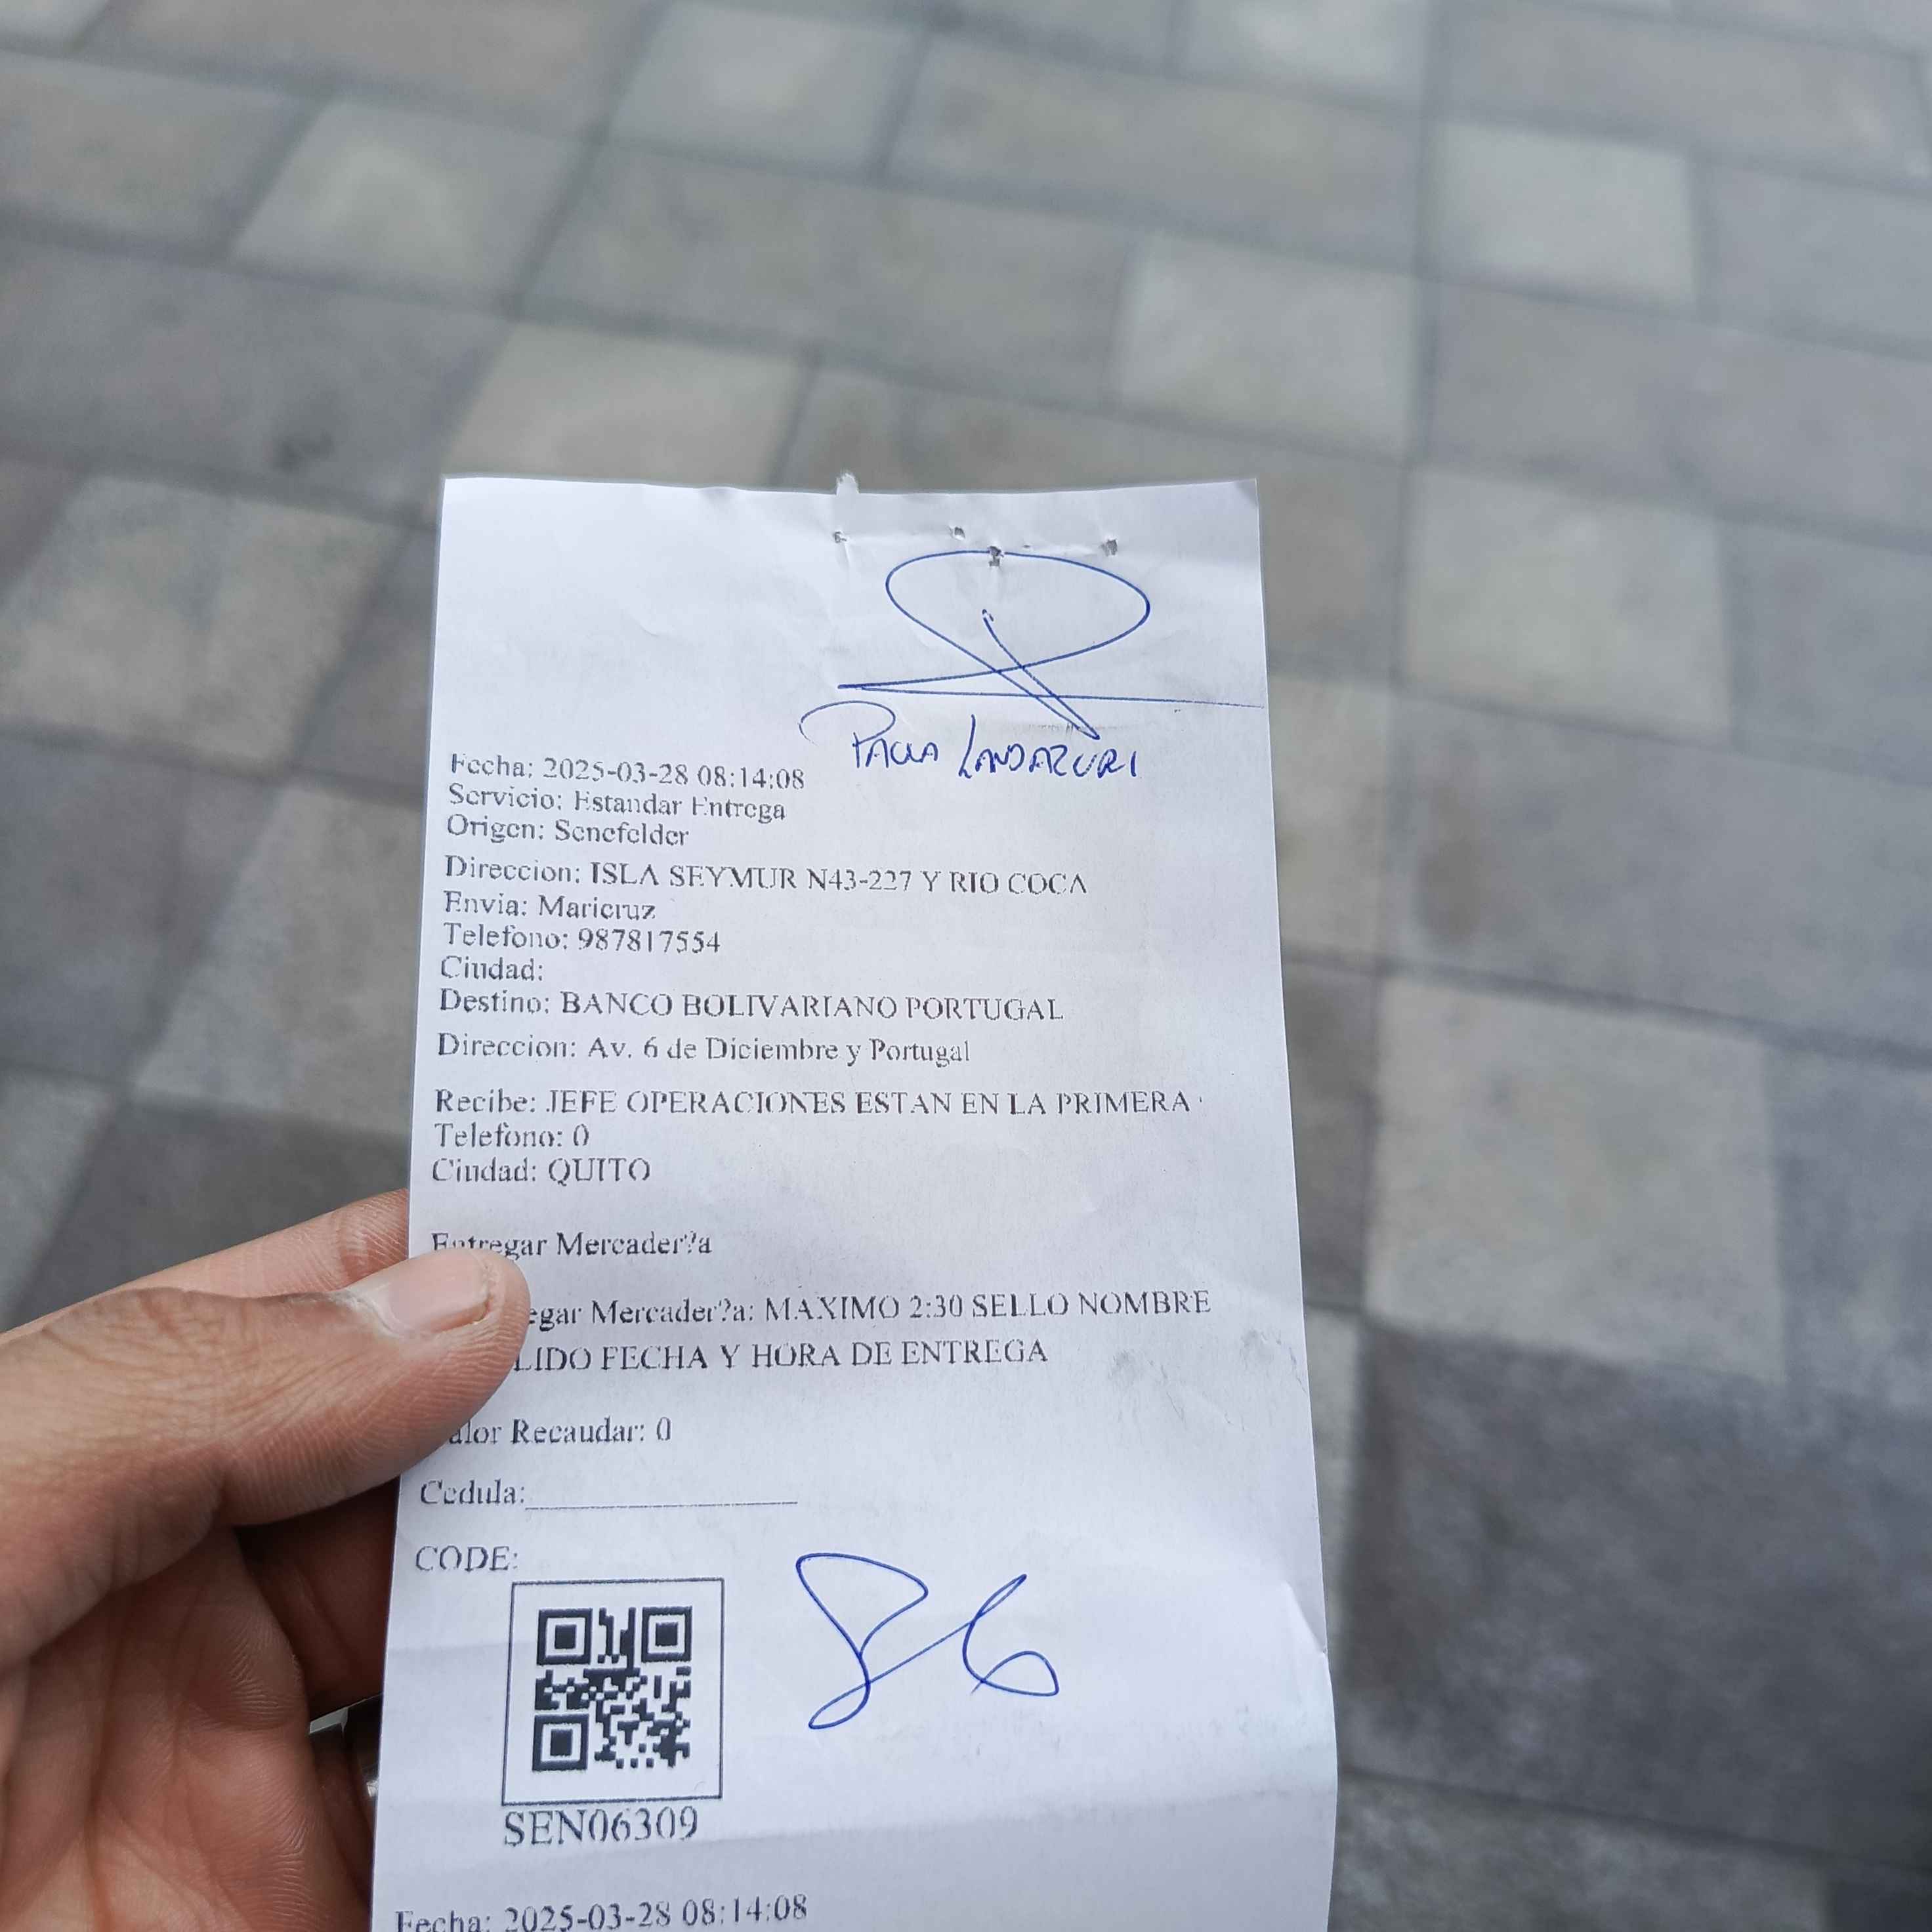 PAOLA LANDAZURI
Fecha: 2025-03-28 08:14:08
Servicio: Estandar Entrega
Origen: Senefelder
Direccion: ISLA SEYMUR N43-227 Y RIO COCA
Envia: Maricruz
Telefono: 987817554
Ciudad:
Destino: BANCO BOLIVARIANO PORTUGAL
Direccion: Av. 6 de Diciembre y Portugal
Recibe: JEFE OPERACIONES ESTAN EN LA PRIMERA
Telefono: 0
Ciudad: QUITO
Entregar Mercader?a
egar Mercader?a: MAXIMO 2:30 SELLO NOMBRE
LIDO FECHA Y HORA DE ENTREGA
alor Recaudar: 0
Cedula:
CODE:
86
SEN06309
Fecha: 2025-03-28 08:14:08